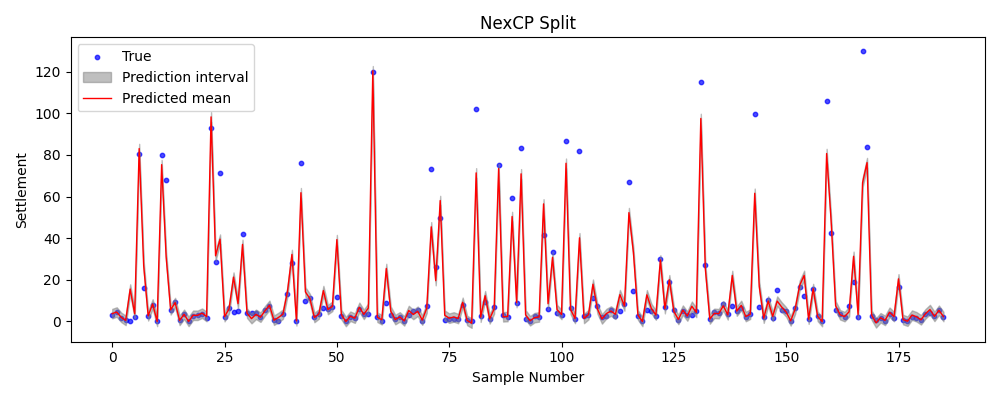 NexCP Split
True
Prediction interval
Predicted mean
Settlement
120
100
80
60
40
20
0
0
25
50
75
100
125
150
175
Sample Number